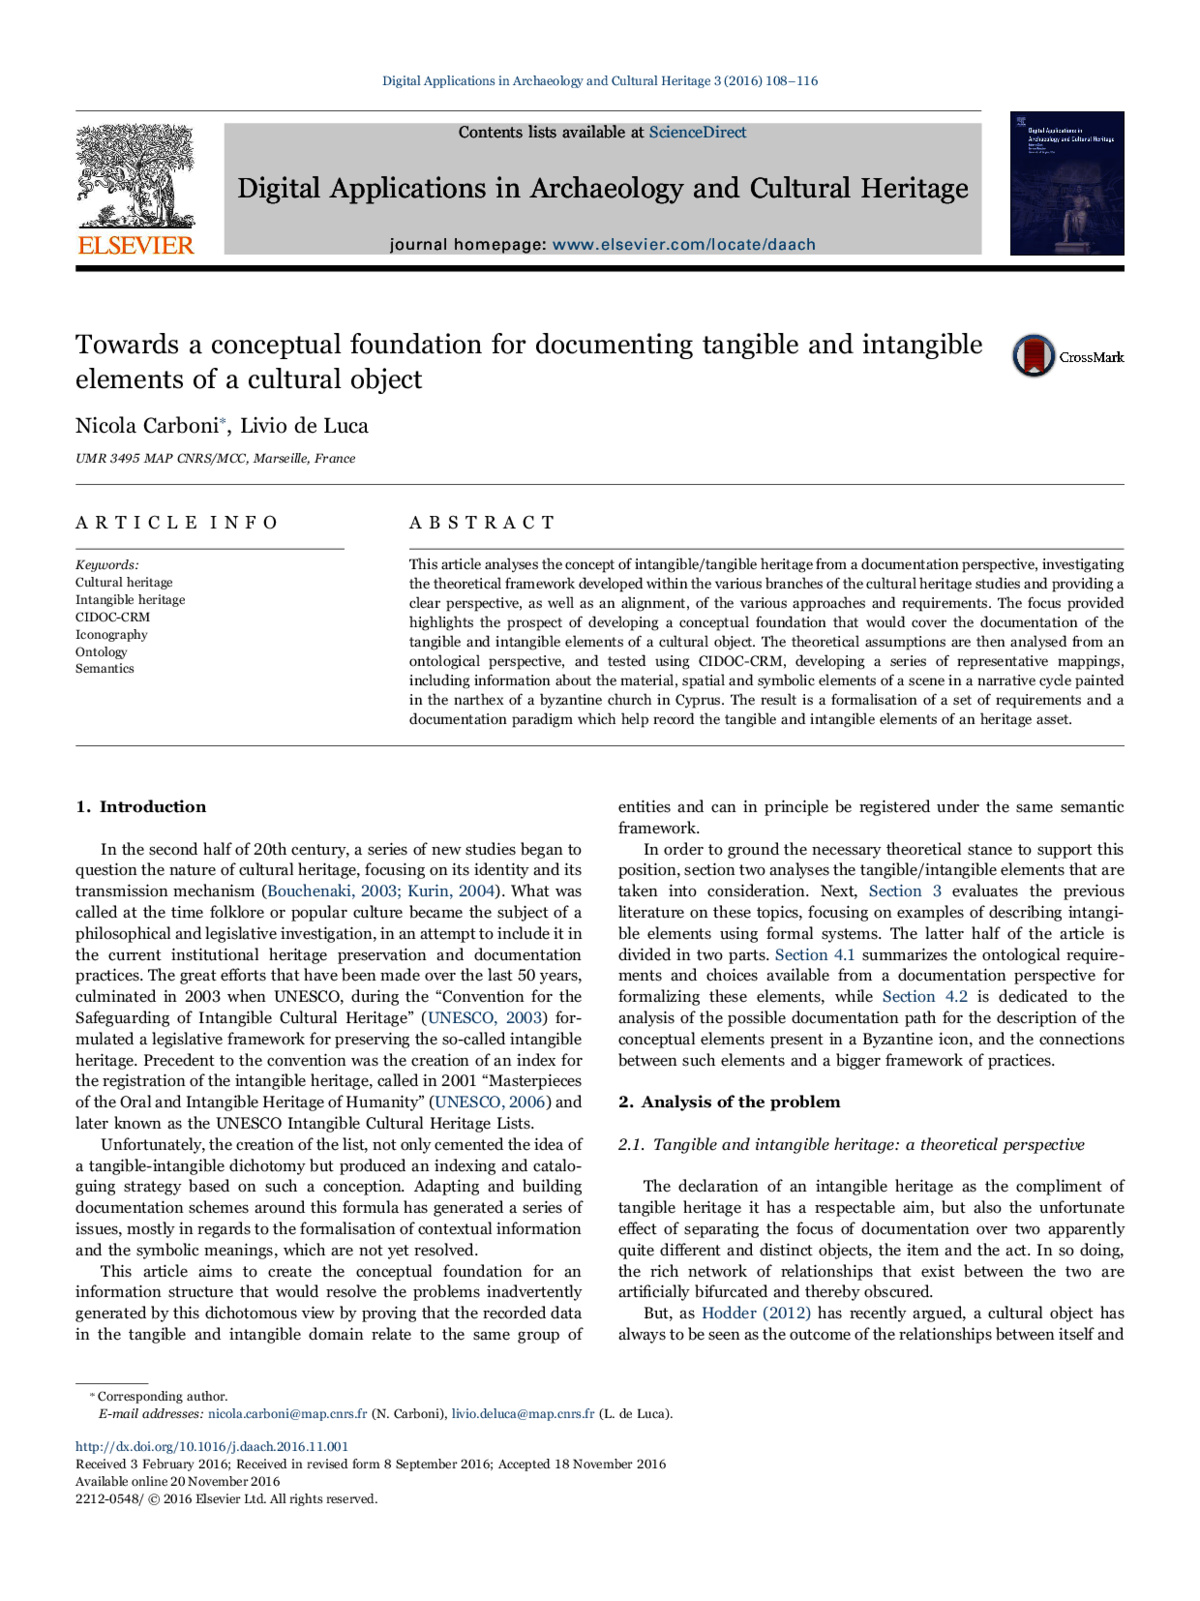 Digital Applications in Archaeology and Cultural Heritage 3 (2016) 108–116
Contents lists available at ScienceDirect
Digital Applications in Archaeology and Cultural Heritage
journal homepage: www.elsevier.com/locate/daach
ELSEVIER
Digital Applications in
Archaeology and Cultural Heritage
Towards a conceptual foundation for documenting tangible and intangible
elements of a cultural object
CrossMark
Nicola Carboni*, Livio de Luca
UMR 3495 MAP CNRS/MCC, Marseille, France
ARTICLE INFO
Keywords:
Cultural heritage
Intangible heritage
CIDOC-CRM
Iconography
Ontology
Semantics
ABSTRACT
This article analyses the concept of intangible/tangible heritage from a documentation perspective, investigating
the theoretical framework developed within the various branches of the cultural heritage studies and providing a
clear perspective, as well as an alignment, of the various approaches and requirements. The focus provided
highlights the prospect of developing a conceptual foundation that would cover the documentation of the
tangible and intangible elements of a cultural object. The theoretical assumptions are then analysed from an
ontological perspective, and tested using CIDOC-CRM, developing a series of representative mappings,
including information about the material, spatial and symbolic elements of a scene in a narrative cycle painted
in the narthex of a byzantine church in Cyprus. The result is a formalisation of a set of requirements and a
documentation paradigm which help record the tangible and intangible elements of an heritage asset.
1. Introduction
In the second half of 20th century, a series of new studies began to
question the nature of cultural heritage, focusing on its identity and its
transmission mechanism (Bouchenaki, 2003; Kurin, 2004). What was
called at the time folklore or popular culture became the subject of a
philosophical and legislative investigation, in an attempt to include it in
the current institutional heritage preservation and documentation
practices. The great efforts that have been made over the last 50 years,
culminated in 2003 when UNESCO, during the “Convention for the
Safeguarding of Intangible Cultural Heritage” (UNESCO, 2003) for-
mulated a legislative framework for preserving the so-called intangible
heritage. Precedent to the convention was the creation of an index for
the registration of the intangible heritage, called in 2001 “Masterpieces
of the Oral and Intangible Heritage of Humanity” (UNESCO, 2006) and
later known as the UNESCO Intangible Cultural Heritage Lists.
Unfortunately, the creation of the list, not only cemented the idea of
a tangible-intangible dichotomy but produced an indexing and catalo-
guing strategy based on such a conception. Adapting and building
documentation schemes around this formula has generated a series of
issues, mostly in regards to the formalisation of contextual information
and the symbolic meanings, which are not yet resolved.
This article aims to create the conceptual foundation for an
information structure that would resolve the problems inadvertently
generated by this dichotomous view by proving that the recorded data
in the tangible and intangible domain relate to the same group of
entities and can in principle be registered under the same semantic
framework.
In order to ground the necessary theoretical stance to support this
position, section two analyses the tangible/intangible elements that are
taken into consideration. Next, Section 3 evaluates the previous
literature on these topics, focusing on examples of describing intangi-
ble elements using formal systems. The latter half of the article is
divided in two parts. Section 4.1 summarizes the ontological require-
ments and choices available from a documentation perspective for
formalizing these elements, while Section 4.2 is dedicated to the
analysis of the possible documentation path for the description of the
conceptual elements present in a Byzantine icon, and the connections
between such elements and a bigger framework of practices.
2. Analysis of the problem
2.1. Tangible and intangible heritage: a theoretical perspective
The declaration of an intangible heritage as the compliment of
tangible heritage it has a respectable aim, but also the unfortunate
effect of separating the focus of documentation over two apparently
quite different and distinct objects, the item and the act. In so doing,
the rich network of relationships that exist between the two are
artificially bifurcated and thereby obscured.
But, as Hodder (2012) has recently argued, a cultural object has
always to be seen as the outcome of the relationships between itself and
* Corresponding author.
E-mail addresses: nicola.carboni@map.cnrs.fr (N. Carboni), livio.deluca@map.cnrs.fr (L. de Luca).
http://dx.doi.org/10.1016/j.daach.2016.11.001
Received 3 February 2016; Received in revised form 8 September 2016; Accepted 18 November 2016
Available online 20 November 2016
2212-0548/ © 2016 Elsevier Ltd. All rights reserved.